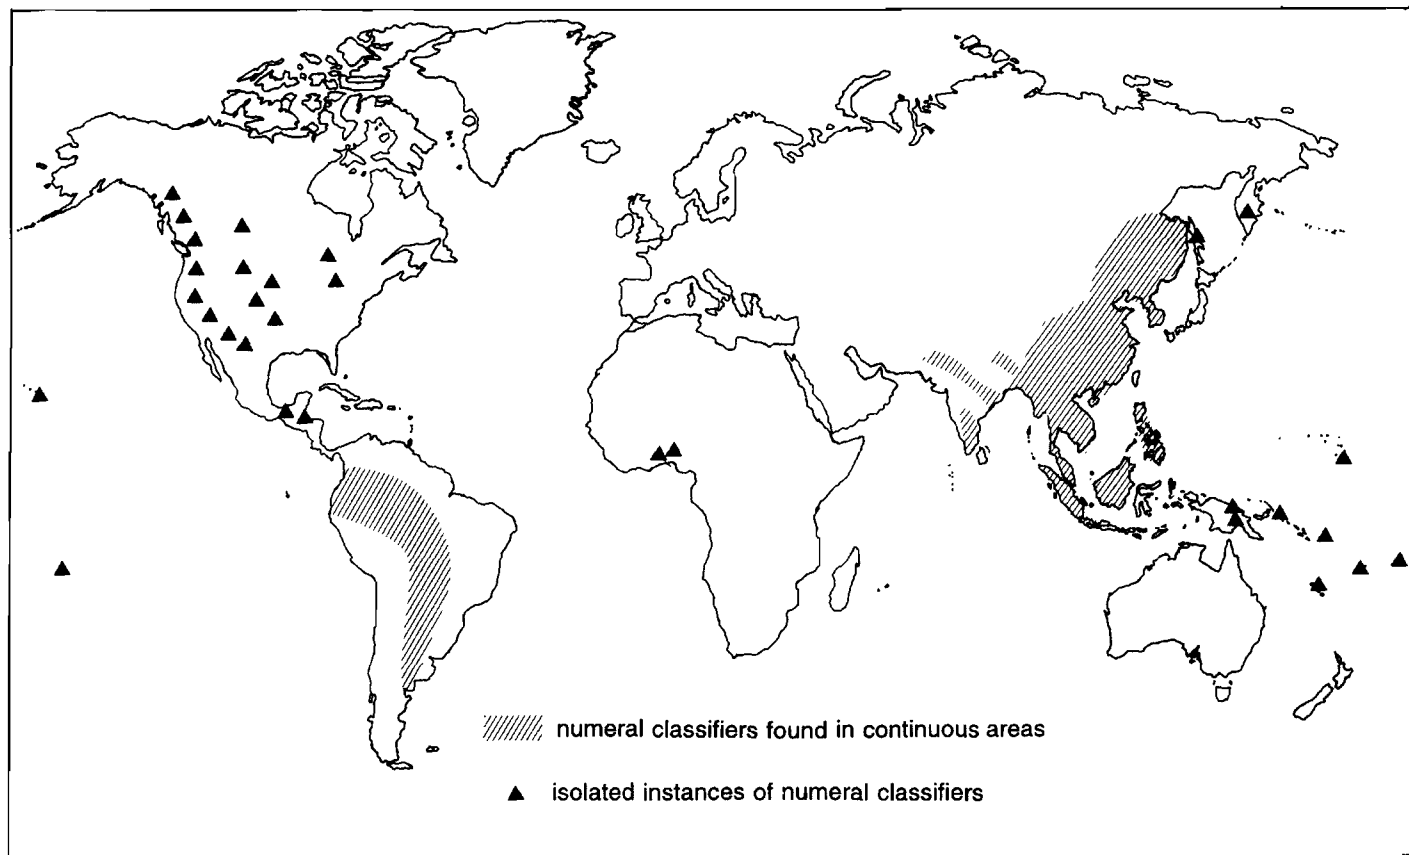 numeral classifiers found in continuous areas
isolated instances of numeral classifiers